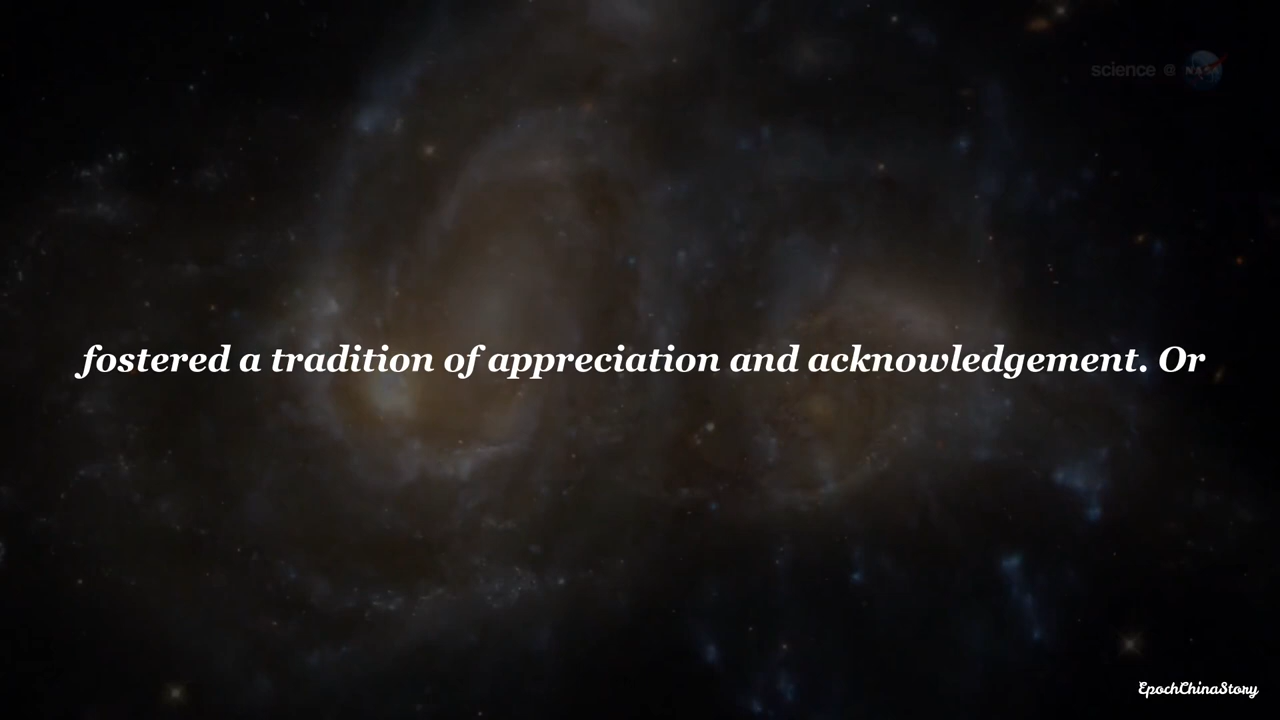 science @ NASA
fostered a tradition of appreciation and acknowledgement. Or
EpochChinaStory